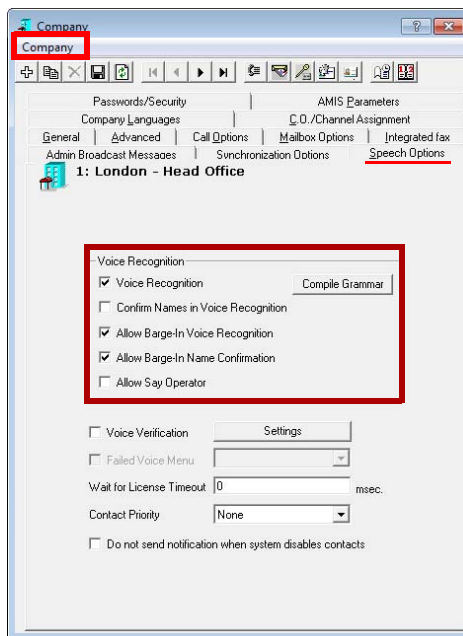 Company
Company
Passwords/Security AMIS Parameters
Company Languages C.O./Channel Assignment
General Advanced Call Options Mailbox Options Integrated fax
Admin Broadcast Messages Synchronization Options Speech Options
1: London - Head Office
Voice Recognition
Voice Recognition Compile Grammar
Confirm Names in Voice Recognition
Allow Barge-In Voice Recognition
Allow Barge-In Name Confirmation
Allow Say Operator
Voice Verification Settings
Failed Voice Menu
Wait for License Timeout 0 msec.
Contact Priority None
Do not send notification when system disables contacts